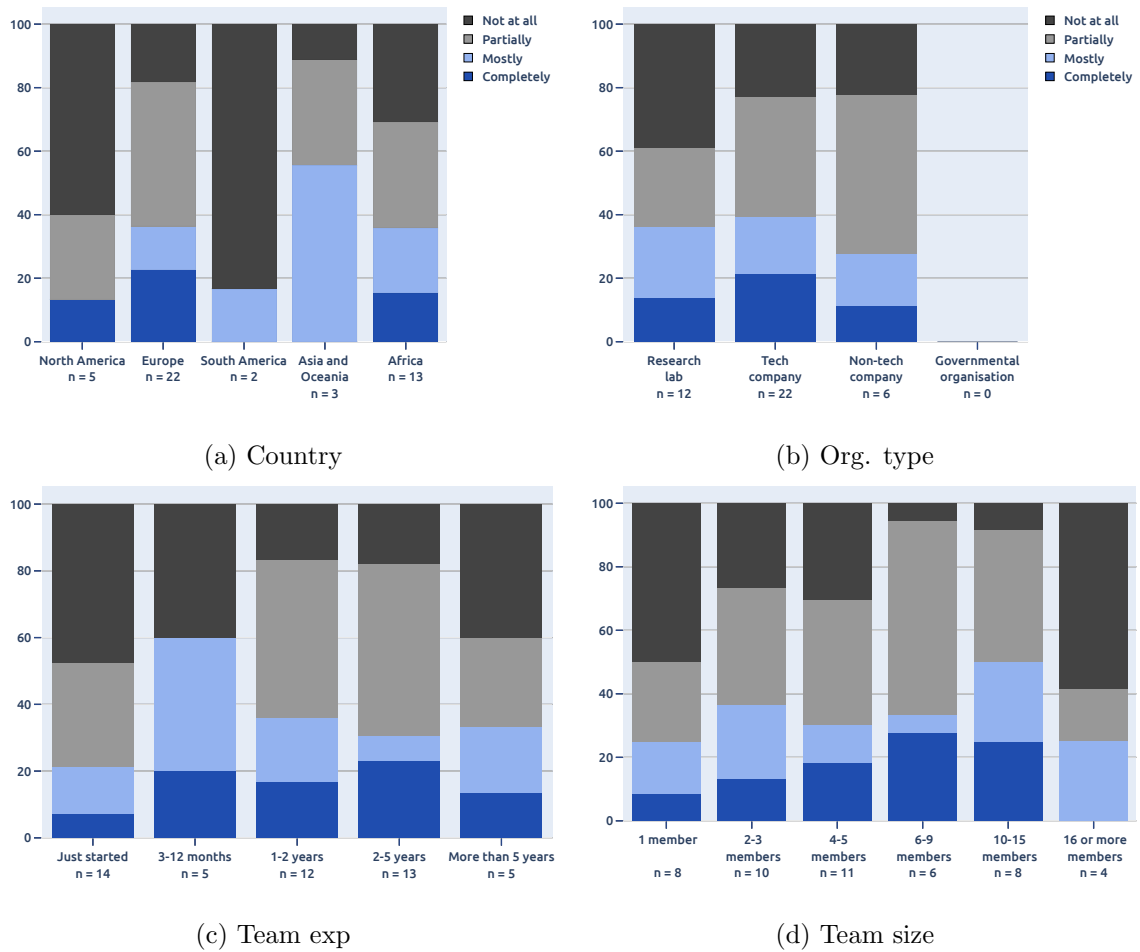 100
80
60
40
20
0
Not at all
Partially
Mostly
Completely
North America
n = 5
Europe
n = 22
South America
n = 2
Asia and
Oceania
n = 3
Africa
n = 13
(a) Country
100
80
60
40
20
0
Not at all
Partially
Mostly
Completely
Research
lab
n = 12
Tech
company
n = 22
Non-tech
company
n = 6
Governmental
organisation
n = 0
(b) Org. type
100
80
60
40
20
0
Just started
n = 14
3-12 months
n = 5
1-2 years
n = 12
2-5 years
n = 13
More than 5 years
n = 5
(c) Team exp
100
80
60
40
20
0
1 member
n = 8
2-3
members
n = 10
4-5
members
n = 11
6-9
members
n = 6
10-15
members
n = 8
16 or more
members
n = 4
(d) Team size